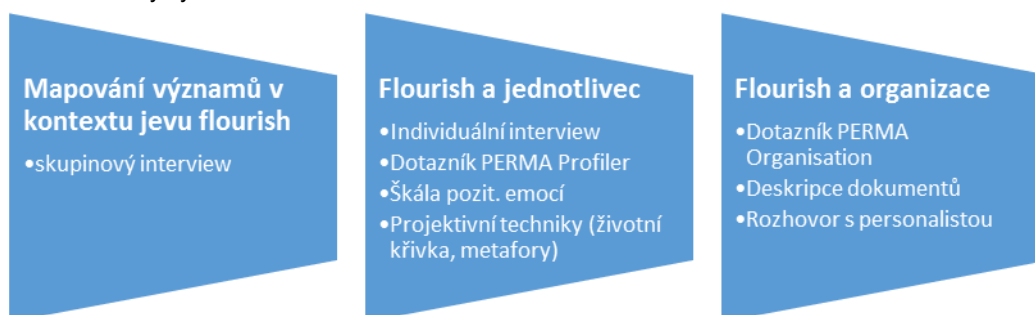 Mapování významů v
kontextu jevu flourish
•skupinový interview
Flourish a jednotlivec
•Individuální interview
•Dotazník PERMA Profiler
•Škála pozit. emocí
•Projektivní techniky (životní
křivka, metafory)
Flourish a organizace
•Dotazník PERMA
Organisation
•Deskripce dokumentů
•Rozhovor s personalistou